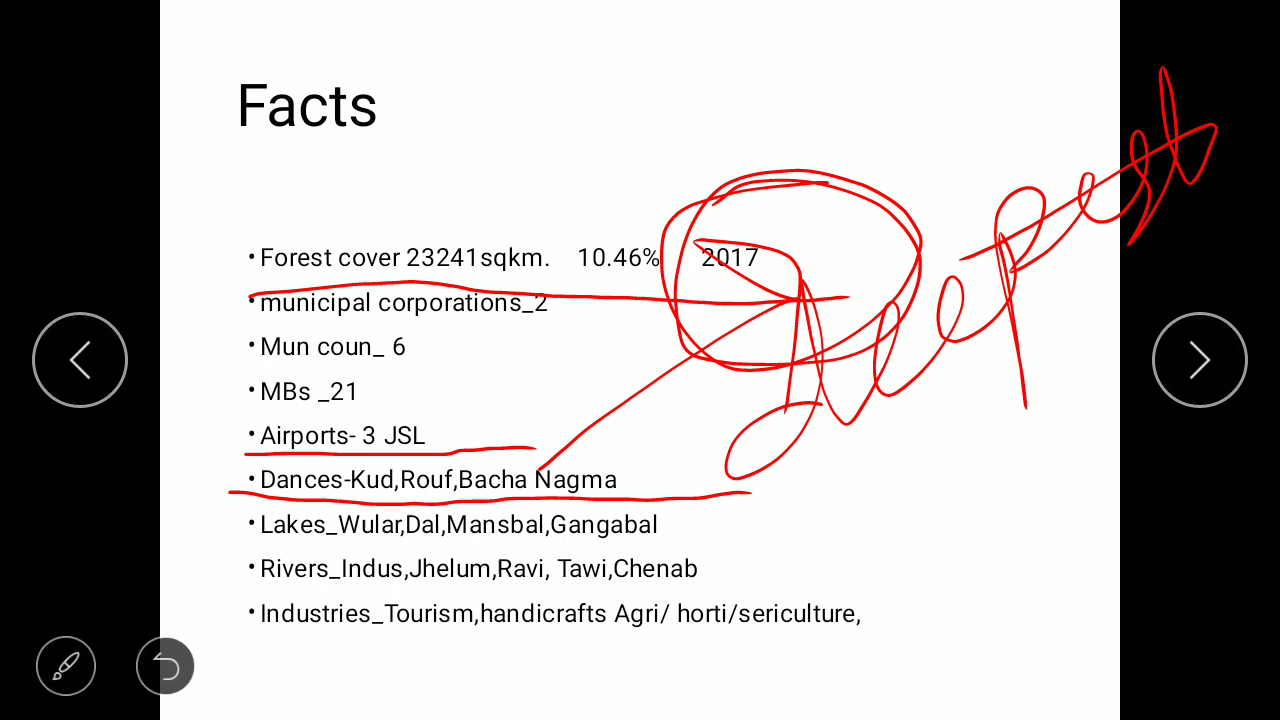 Facts
• Forest cover 23241sqkm. 10.46% 2017
• municipal corporations_2
• Mun coun_ 6
• MBs _21
• Airports- 3 JSL
• Dances-Kud,Rouf,Bacha Nagma
• Lakes_Wular,Dal,Mansbal,Gangabal
• Rivers_Indus,Jhelum,Ravi, Tawi,Chenab
• Industries_Tourism,handicrafts Agri/ horti/sericulture,